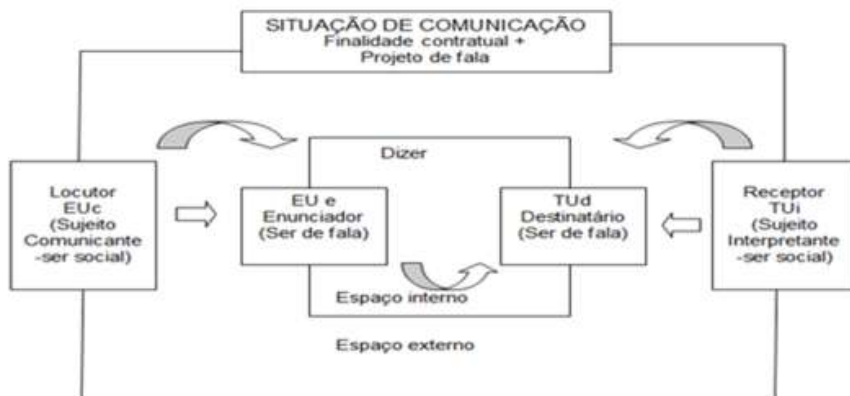 SITUAÇÃO DE COMUNICAÇÃO
Finalidade contratual +
Projeto de fala
Dizer
Locutor
EUc
(Sujeito
Comunicante
-ser social)
EU e
Enunciador
(Ser de fala)
TUd
Destinatário
(Ser de fala)
Receptor
TUi
(Sujeito
Interpretante
-ser social)
Espaço interno
Espaço externo